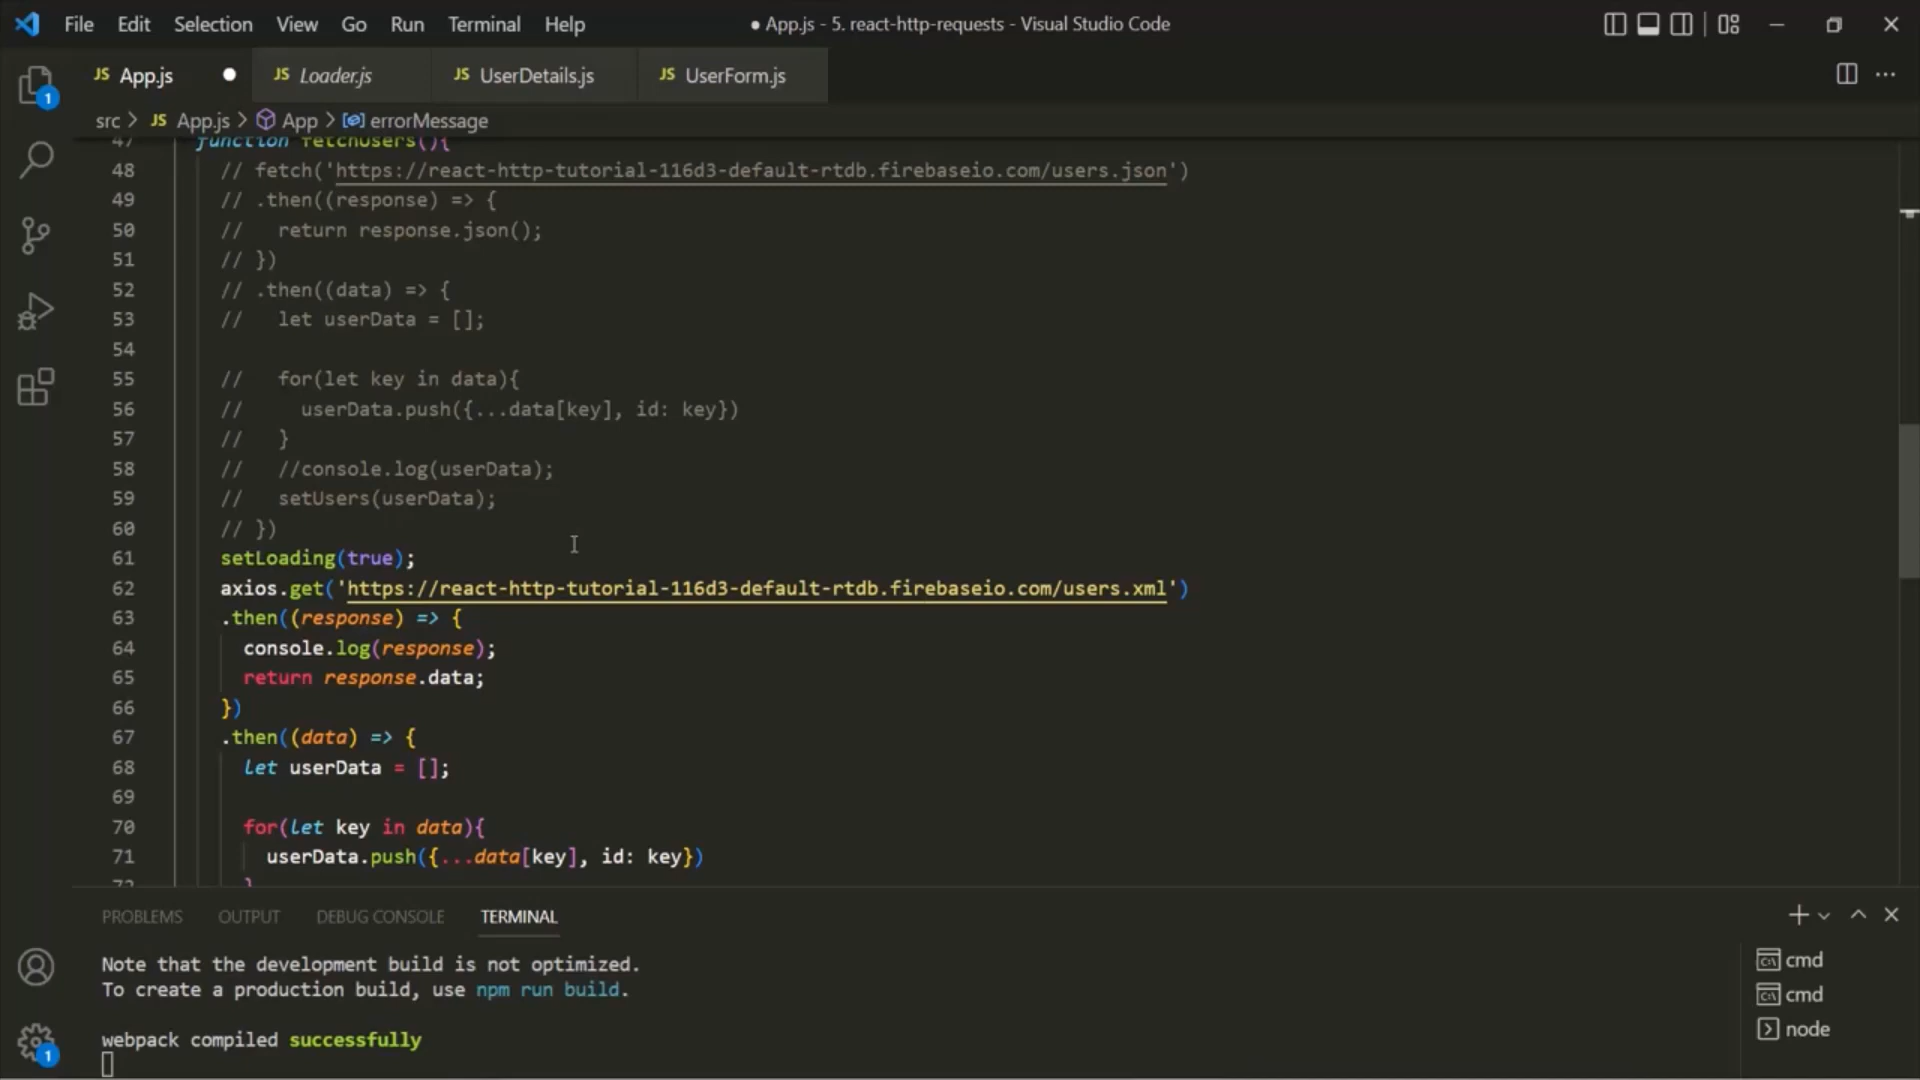 File Edit Selection View Go Run Terminal Help
● App.js - 5. react-http-requests - Visual Studio Code
JS App.js ● JS Loader.js JS UserDetails.js JS UserForm.js
1
src > JS App.js > App > errorMessage
47 function fetchUsers(){
48 // fetch('https://react-http-tutorial-116d3-default-rtdb.firebaseio.com/users.json')
49 // .then((response) => {
50 //   return response.json();
51 // })
52 // .then((data) => {
53 //   let userData = [];
54
55 //   for(let key in data){
56 //     userData.push({...data[key], id: key})
57 //   }
58 //   //console.log(userData);
59 //   setUsers(userData);
60 // })
61 setLoading(true);
62 axios.get('https://react-http-tutorial-116d3-default-rtdb.firebaseio.com/users.xml')
63 .then((response) => {
64   console.log(response);
65   return response.data;
66 })
67 .then((data) => {
68   let userData = [];
69
70   for(let key in data){
71     userData.push({...data[key], id: key})
72   }
PROBLEMS OUTPUT DEBUG CONSOLE TERMINAL
Note that the development build is not optimized.
To create a production build, use npm run build.
webpack compiled successfully
cmd
cmd
node
1